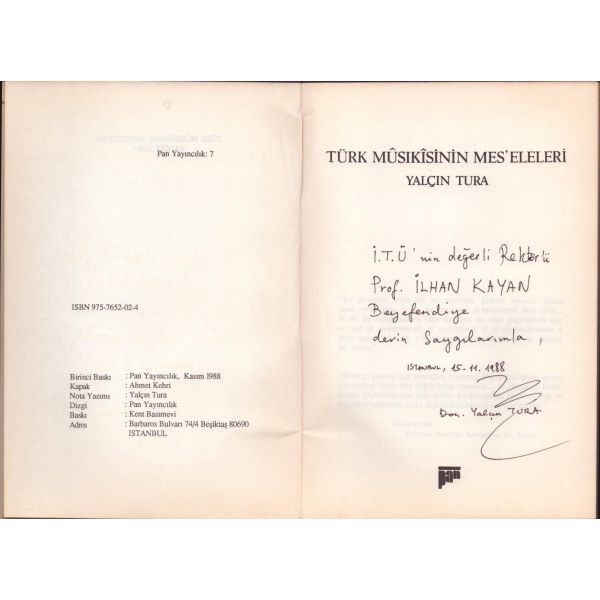 Pan Yayıncılık: 7
ISBN 975-7652-02-4
Birinci Baskı : Pan Yayıncılık, Kasım 1988
Kapak : Ahmet Kehri
Nota Yazımı : Yalçın Tura
Dizgi : Pan Yayıncılık
Baskı : Kent Basımevi
Adres : Barbaros Bulvarı 74/4 Beşiktaş 80690
İSTANBUL
TÜRK MÛSIKÎSİNİN MES'ELELERİ
YALÇIN TURA
İ.T.Ü'nin değerli Rektörü
Prof. İLHAN KAYAN
Beyefendiye
derin Saygılarımla,
İSTANBUL, 15-11.1988
Doç. Yalçın TURA
pan